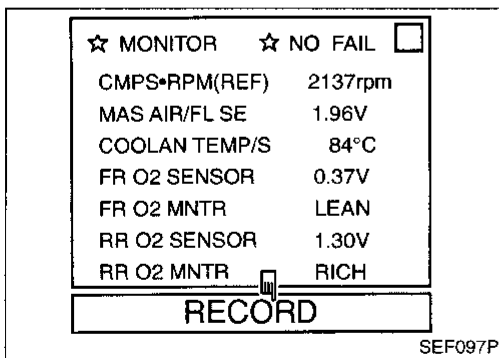 ☆ MONITOR ☆ NO FAIL
CMPS•RPM(REF) 2137rpm
MAS AIR/FL SE 1.96V
COOLAN TEMP/S 84°C
FR O2 SENSOR 0.37V
FR O2 MNTR LEAN
RR O2 SENSOR 1.30V
RR O2 MNTR RICH
RECORD
SEF097P